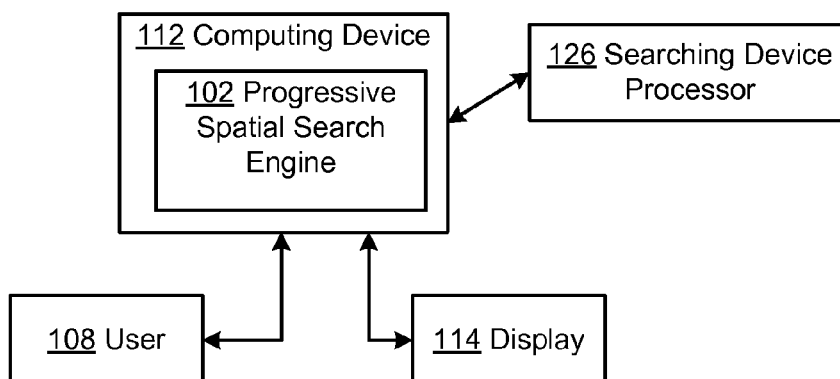 112 Computing Device
102 Progressive
Spatial Search
Engine
126 Searching Device
Processor
108 User
114 Display